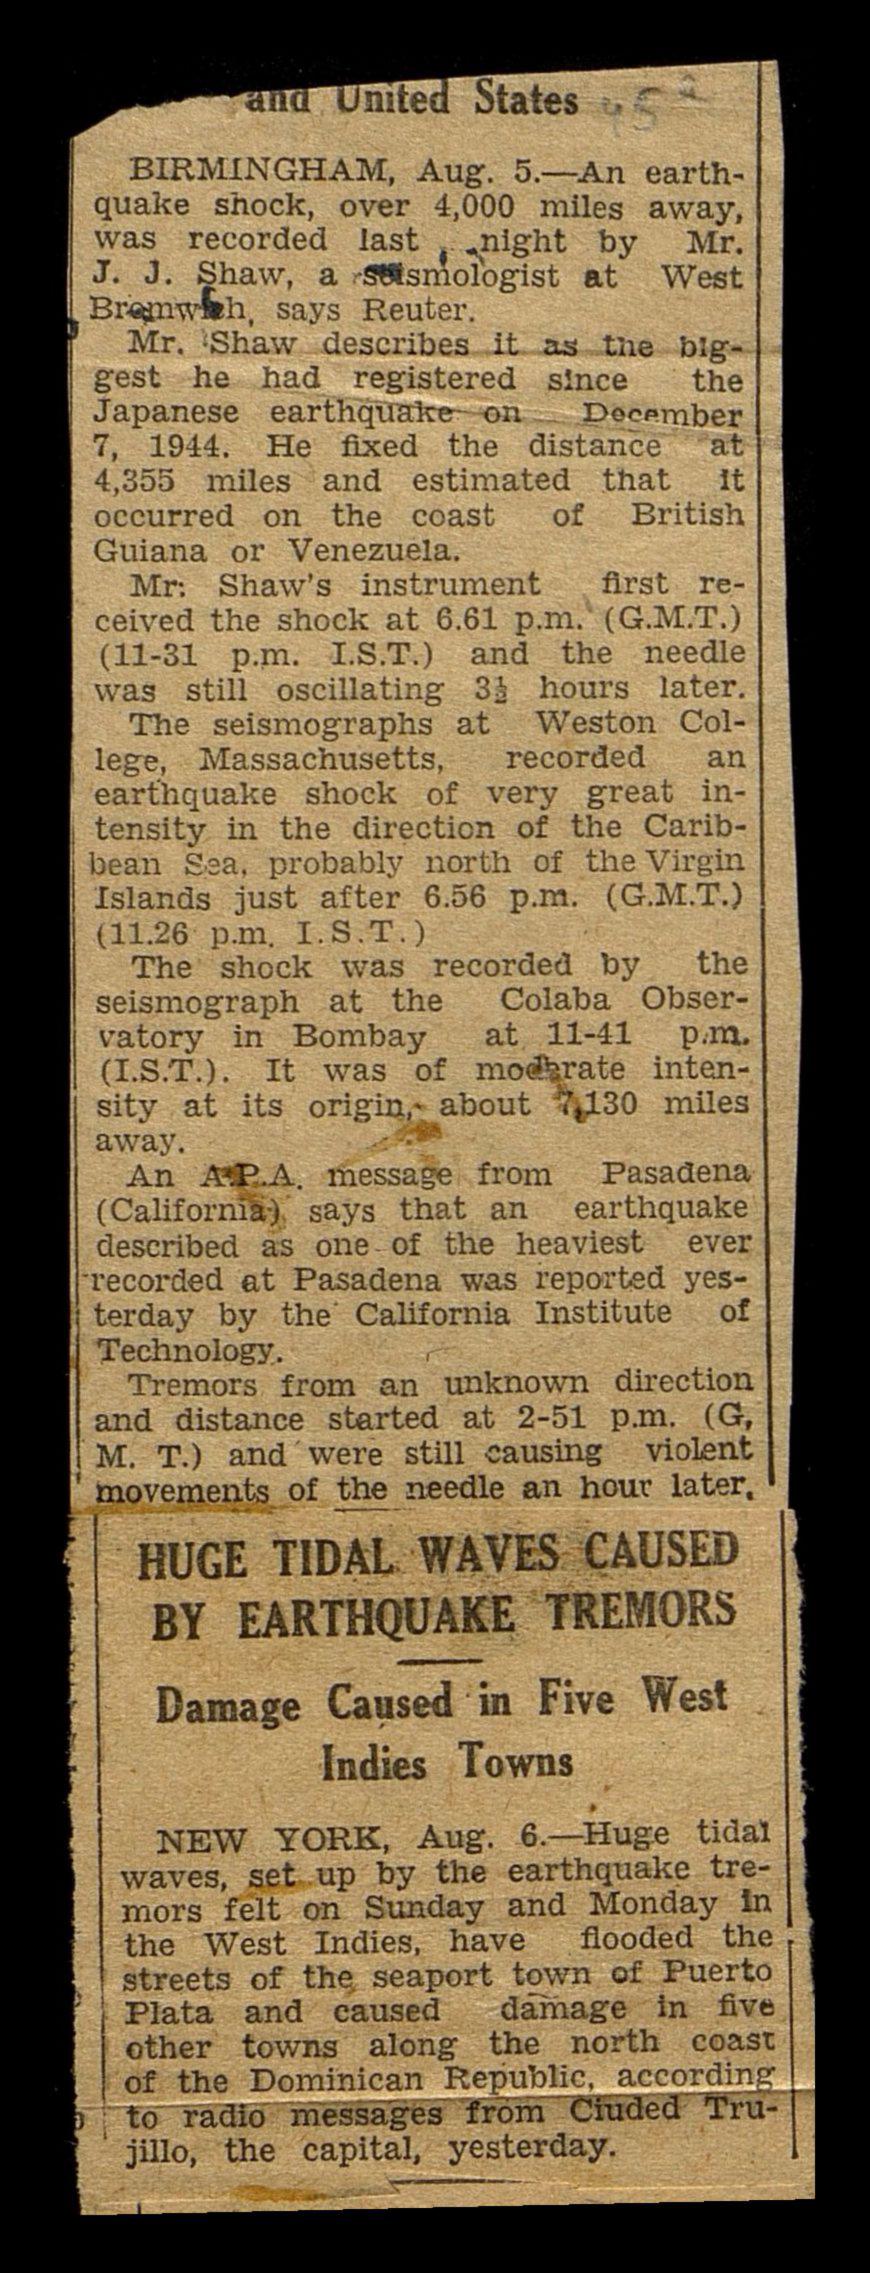 and United States 45
BIRMINGHAM, Aug. 5.—An earth-
quake shock, over 4,000 miles away,
was recorded last night by Mr.
J. J. Shaw, a seismologist at West
Bromwich, says Reuter.
Mr. Shaw describes it as the big-
gest he had registered since the
Japanese earthquake on December
7, 1944. He fixed the distance at
4,355 miles and estimated that it
occurred on the coast of British
Guiana or Venezuela.
Mr: Shaw's instrument first re-
ceived the shock at 6.61 p.m. (G.M.T.)
(11-31 p.m. I.S.T.) and the needle
was still oscillating 3½ hours later.
The seismographs at Weston Col-
lege, Massachusetts, recorded an
earthquake shock of very great in-
tensity in the direction of the Carib-
bean Sea, probably north of the Virgin
Islands just after 6.56 p.m. (G.M.T.)
(11.26 p.m. I.S.T.)
The shock was recorded by the
seismograph at the Colaba Obser-
vatory in Bombay at 11-41 p.m.
(I.S.T.). It was of moderate inten-
sity at its origin, about 7,130 miles
away.
An A.P.A. message from Pasadena
(California) says that an earthquake
described as one of the heaviest ever
recorded at Pasadena was reported yes-
terday by the California Institute of
Technology.
Tremors from an unknown direction
and distance started at 2-51 p.m. (G,
M. T.) and were still causing violent
movements of the needle an hour later.
HUGE TIDAL WAVES CAUSED
BY EARTHQUAKE TREMORS
Damage Caused in Five West
Indies Towns
NEW YORK, Aug. 6.—Huge tidal
waves, set up by the earthquake tre-
mors felt on Sunday and Monday in
the West Indies, have flooded the
streets of the seaport town of Puerto
Plata and caused damage in five
other towns along the north coast
of the Dominican Republic, according
to radio messages from Ciuded Tru-
jillo, the capital, yesterday.